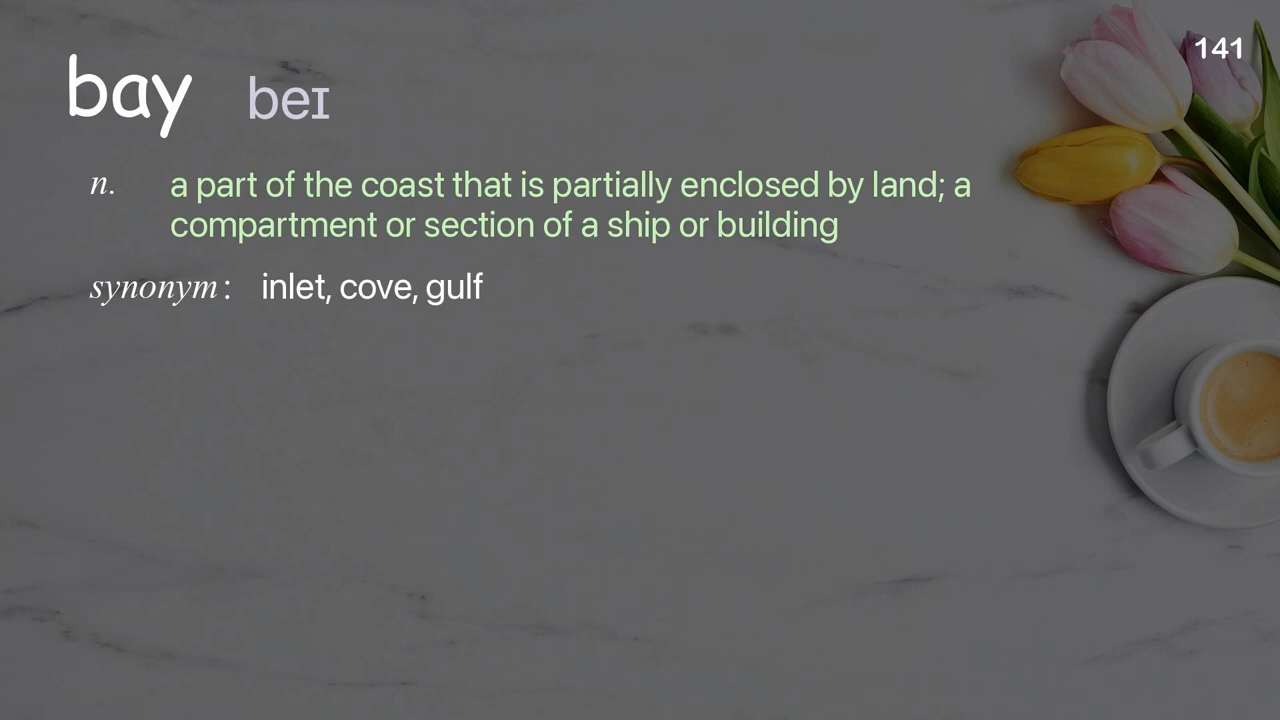 141
bay beɪ
n. a part of the coast that is partially enclosed by land; a
compartment or section of a ship or building
synonym: inlet, cove, gulf